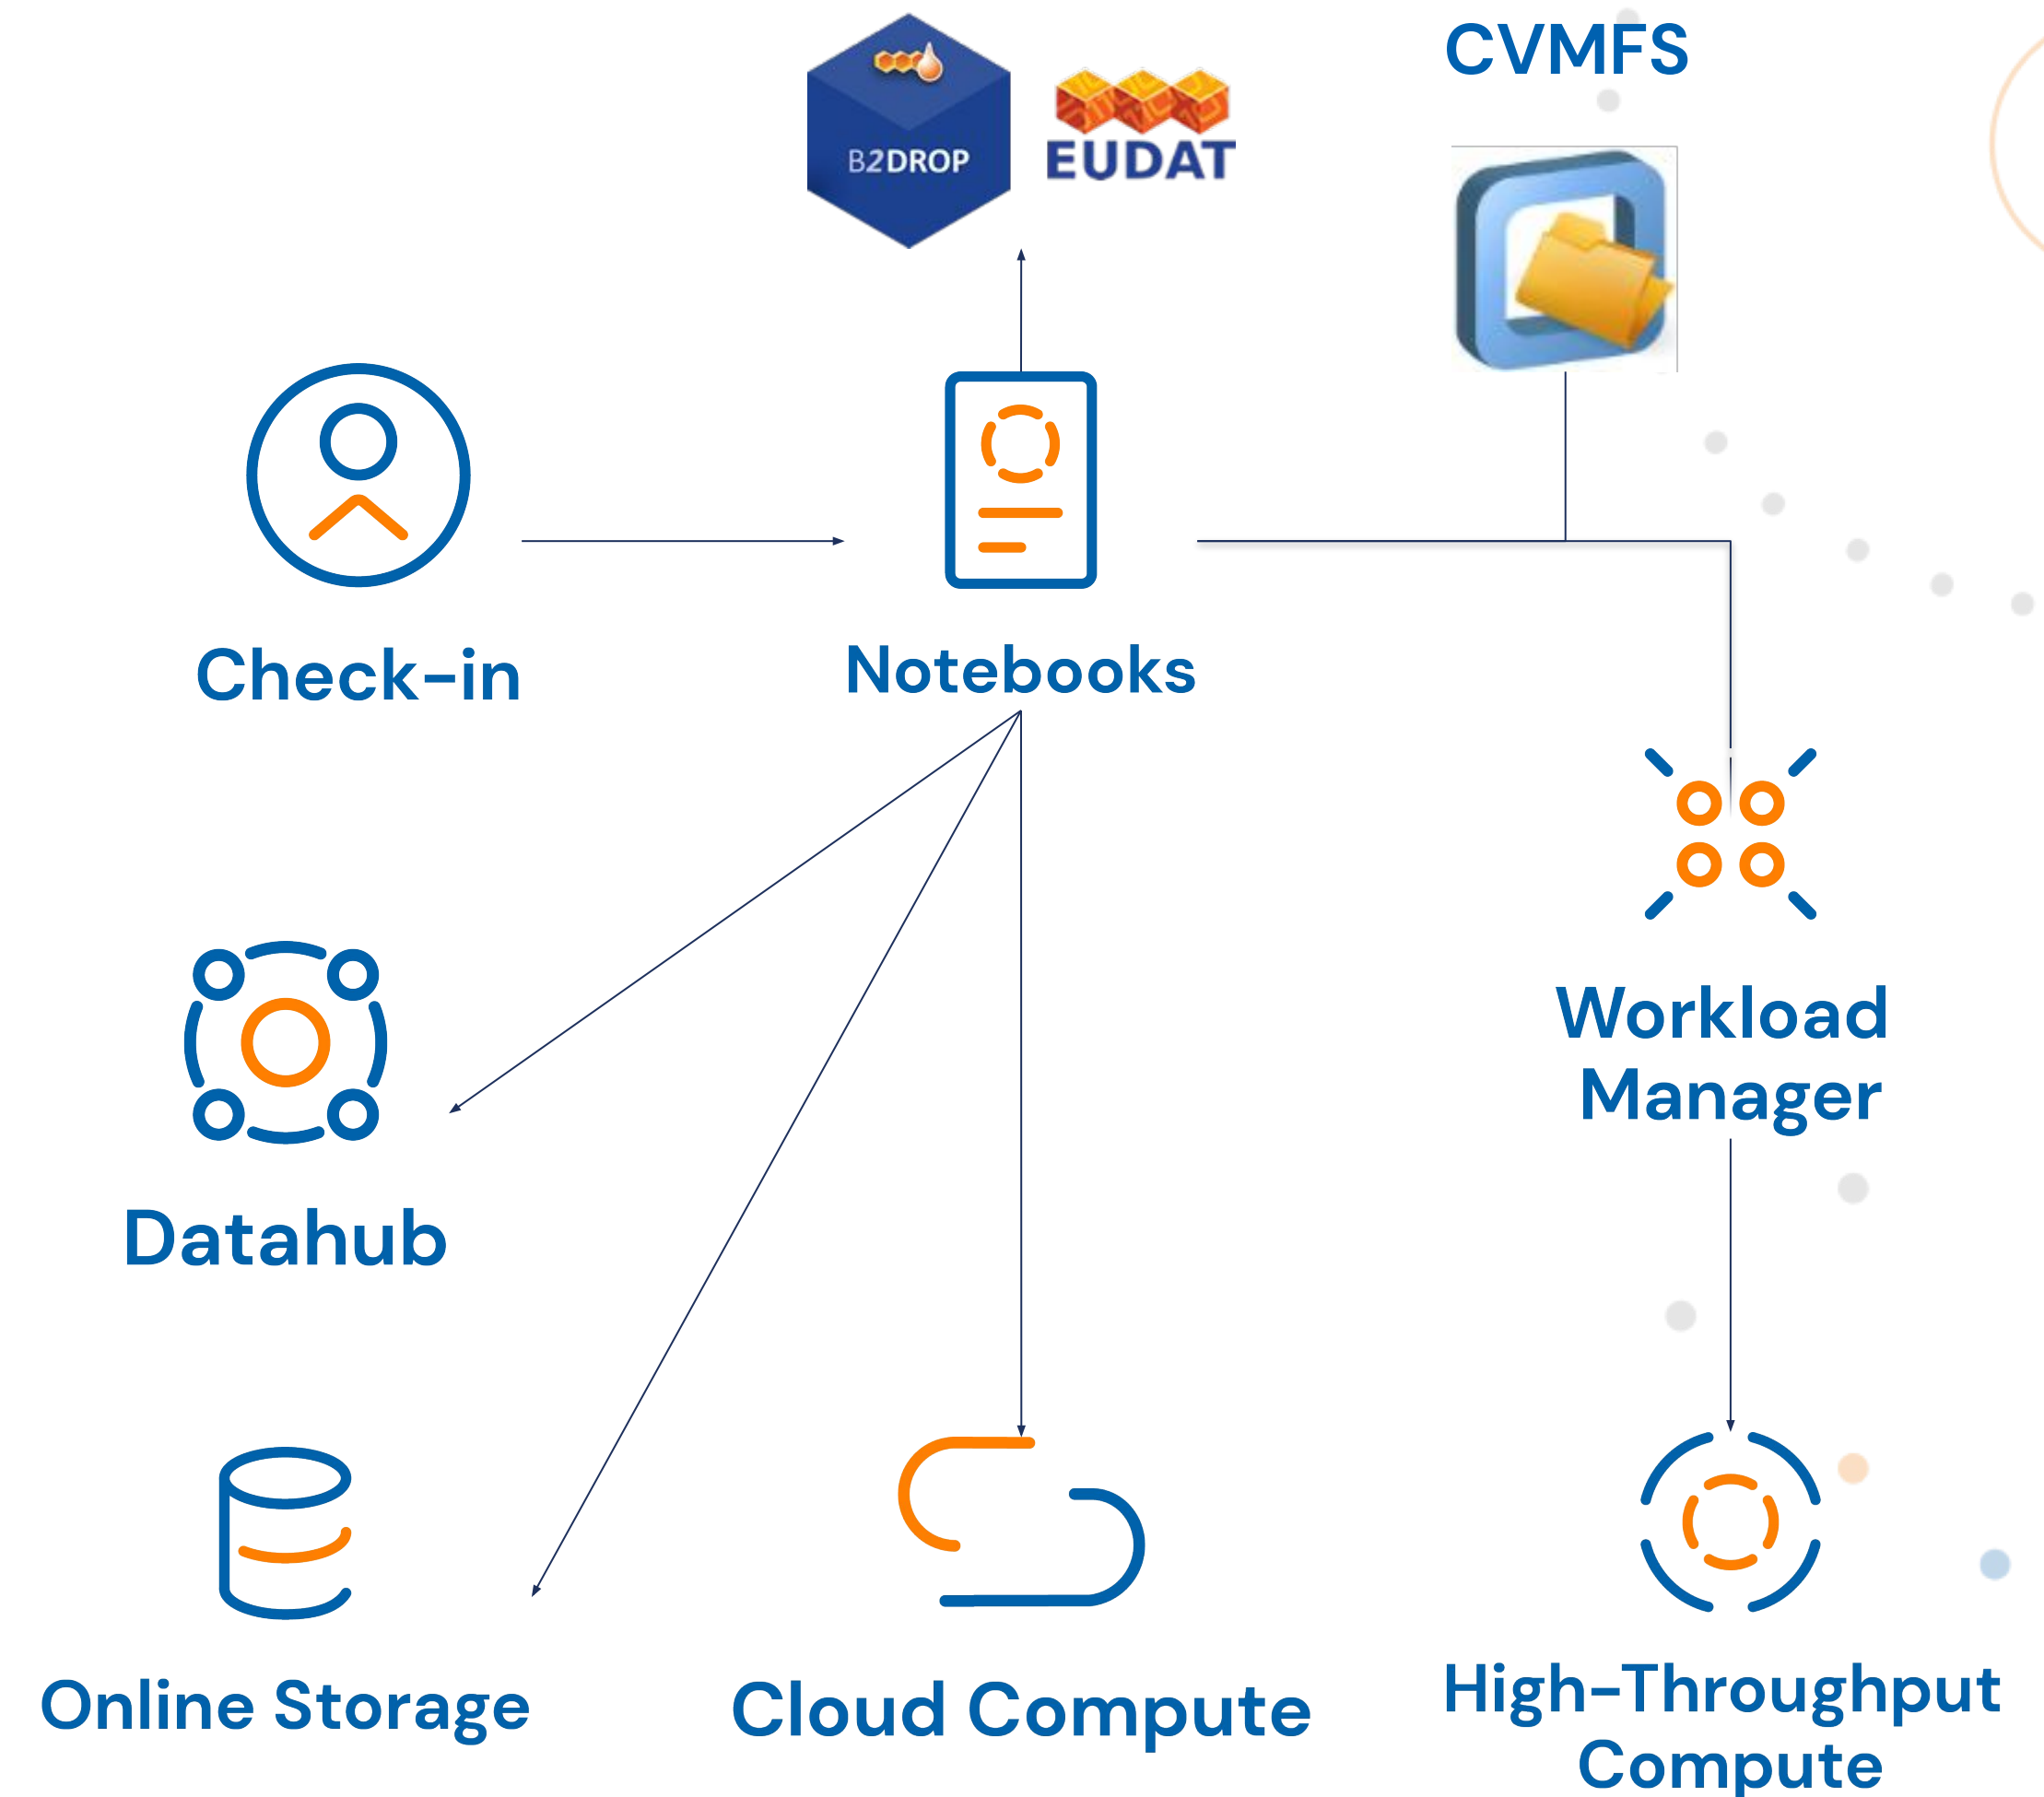 CVMFS
B2DROP
EUDAT
Check-in
Notebooks
Workload
Manager
Datahub
Online Storage
Cloud Compute
High-Throughput
Compute